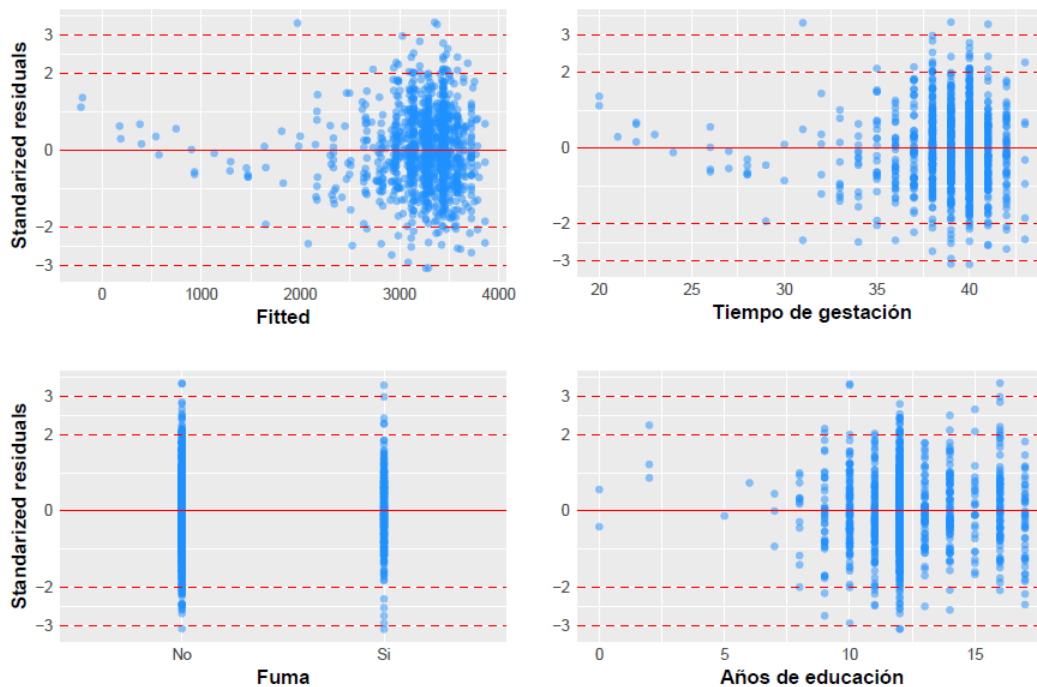 Standarized residuals
3
2
0
−2
−3
0 1000 2000 3000 4000
Fitted
3
2
0
−2
−3
20 25 30 35 40
Tiempo de gestación
Standarized residuals
3
2
0
−2
−3
No Si
Fuma
3
2
0
−2
−3
0 5 10 15
Años de educación